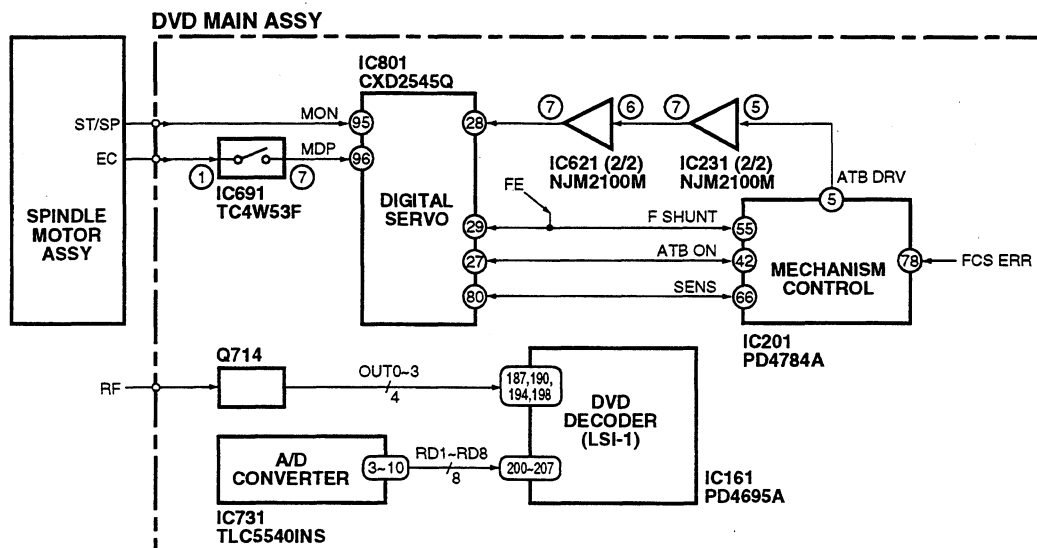 DVD MAIN ASSY
IC801
CXD2545Q
ST/SP
MON
95
28
7
6
7
5
EC
MDP
96
1
7
IC691
TC4W53F
IC621 (2/2)
NJM2100M
IC231 (2/2)
NJM2100M
ATB DRV
5
SPINDLE
MOTOR
ASSY
DIGITAL
SERVO
FE
29
F SHUNT
55
27
ATB ON
42
80
SENS
66
MECHANISM
CONTROL
78
FCS ERR
IC201
PD4784A
RF
Q714
OUT0~3
4
187,190,
194,198
DVD
DECODER
(LSI-1)
A/D
CONVERTER
3~10
RD1~RD8
8
200~207
IC161
PD4695A
IC731
TLC5540INS